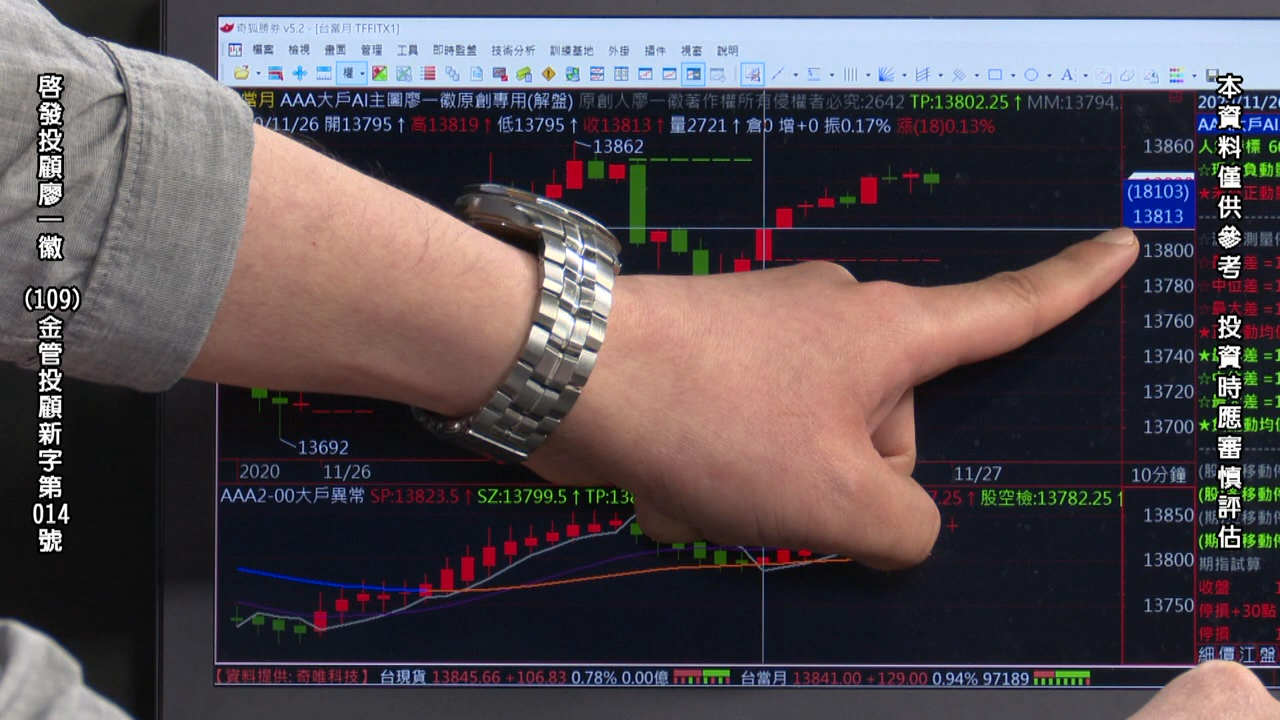 啓發投顧廖一徽
(109)金管投顧新字第014號
本資料僅供參考 投資時應審慎評估
奇狐勝券 v5.2 - [台當月 TFFITX1]
檔案 檢視 畫面 管理 工具 即時監盤 技術分析 訓練基地 外掛 插件 視窗 說明
當月 AAA大戶AI主圖廖一徽原創專用(解盤) 原創人廖一徽著作權所有侵權者必究:2642 TP:13802.25↑ MM:13794.
0/11/26 開13795↑ 高13819↑ 低13795↑ 收13813↑ 量2721↑ 倉0 增+0 振0.17% 漲(18)0.13%
13862
13860
(18103)
13813
13800
13780
13760
13740
13720
13700
13692
2020 11/26 11/27 10分鐘
AAA2-00大戶異常 SP:13823.5↑ SZ:13799.5↑ 7.25↑ 股空檢:13782.25↑
13850
13800
13750
期指試算
收盤
停損+30點
停損
細價江盤
【資料提供: 奇唯科技】 台現貨 13845.66 +106.83 0.78% 0.00億 台當月 13841.00 +129.00 0.94% 97189